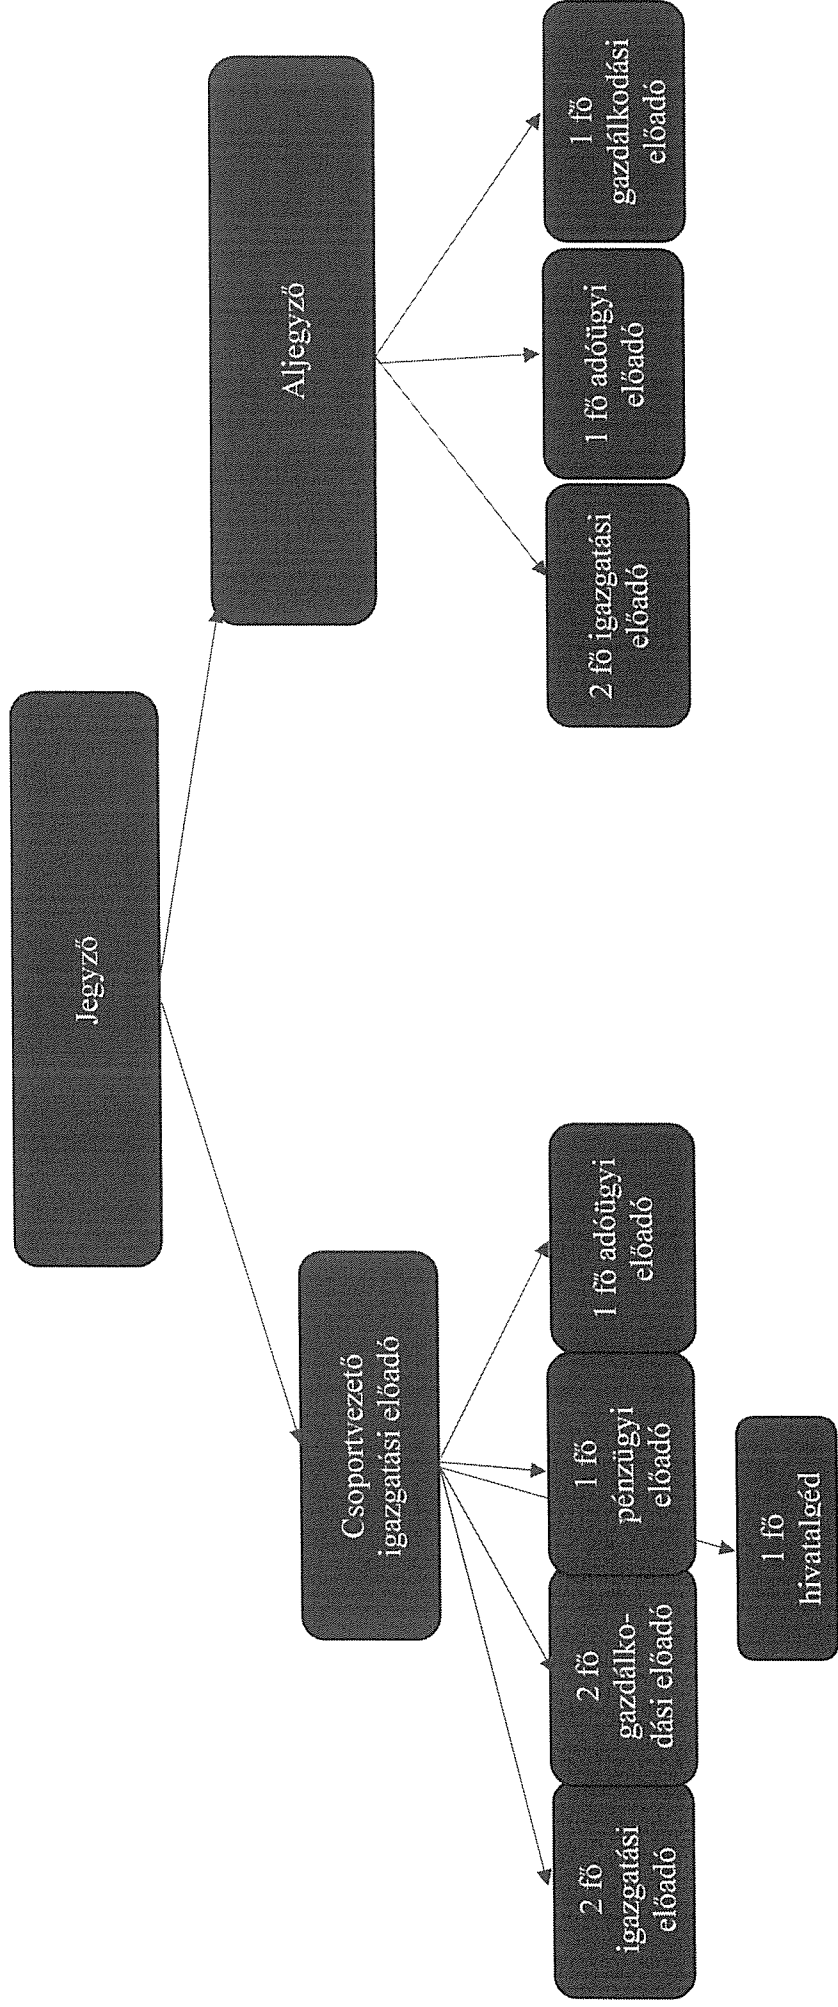 Jegyző
Csoportvezető
igazgatási előadó
Aljegyző
2 fő
igazgatási
előadó
2 fő
gazdálko-
dási előadó
1 fő
pénzügyi
előadó
1 fő adóügyi
előadó
2 fő igazgatási
előadó
1 fő adóügyi
előadó
1 fő
gazdálkodási
előadó
1 fő
hivatalgéd